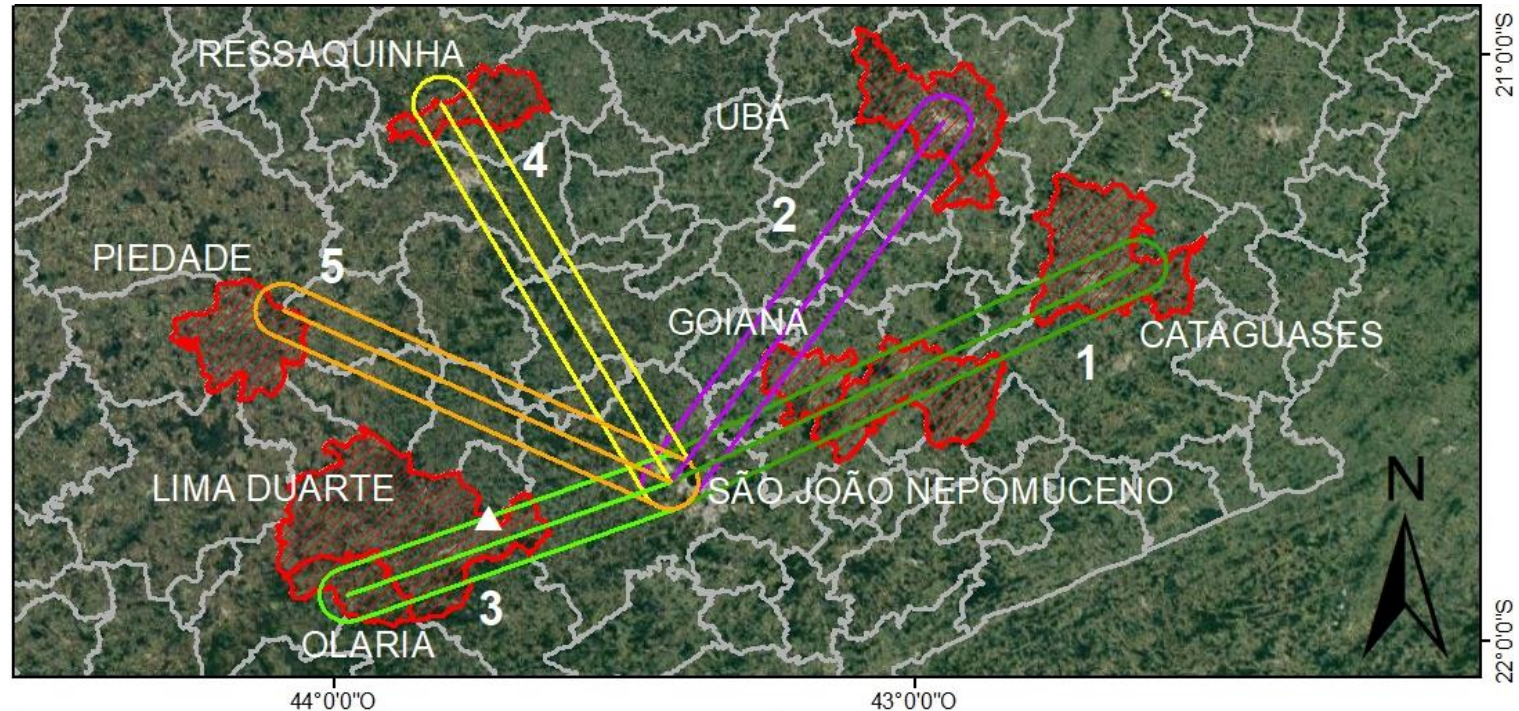 RESSAQUINHA
UBÁ
4
2
PIEDADE
5
GOIANA
CATAGUASES
1
LIMA DUARTE
SÃO JOÃO NEPOMUCENO
N
3
OLARIA
21°0'0"S
22°0'0"S
44°0'0"O
43°0'0"O